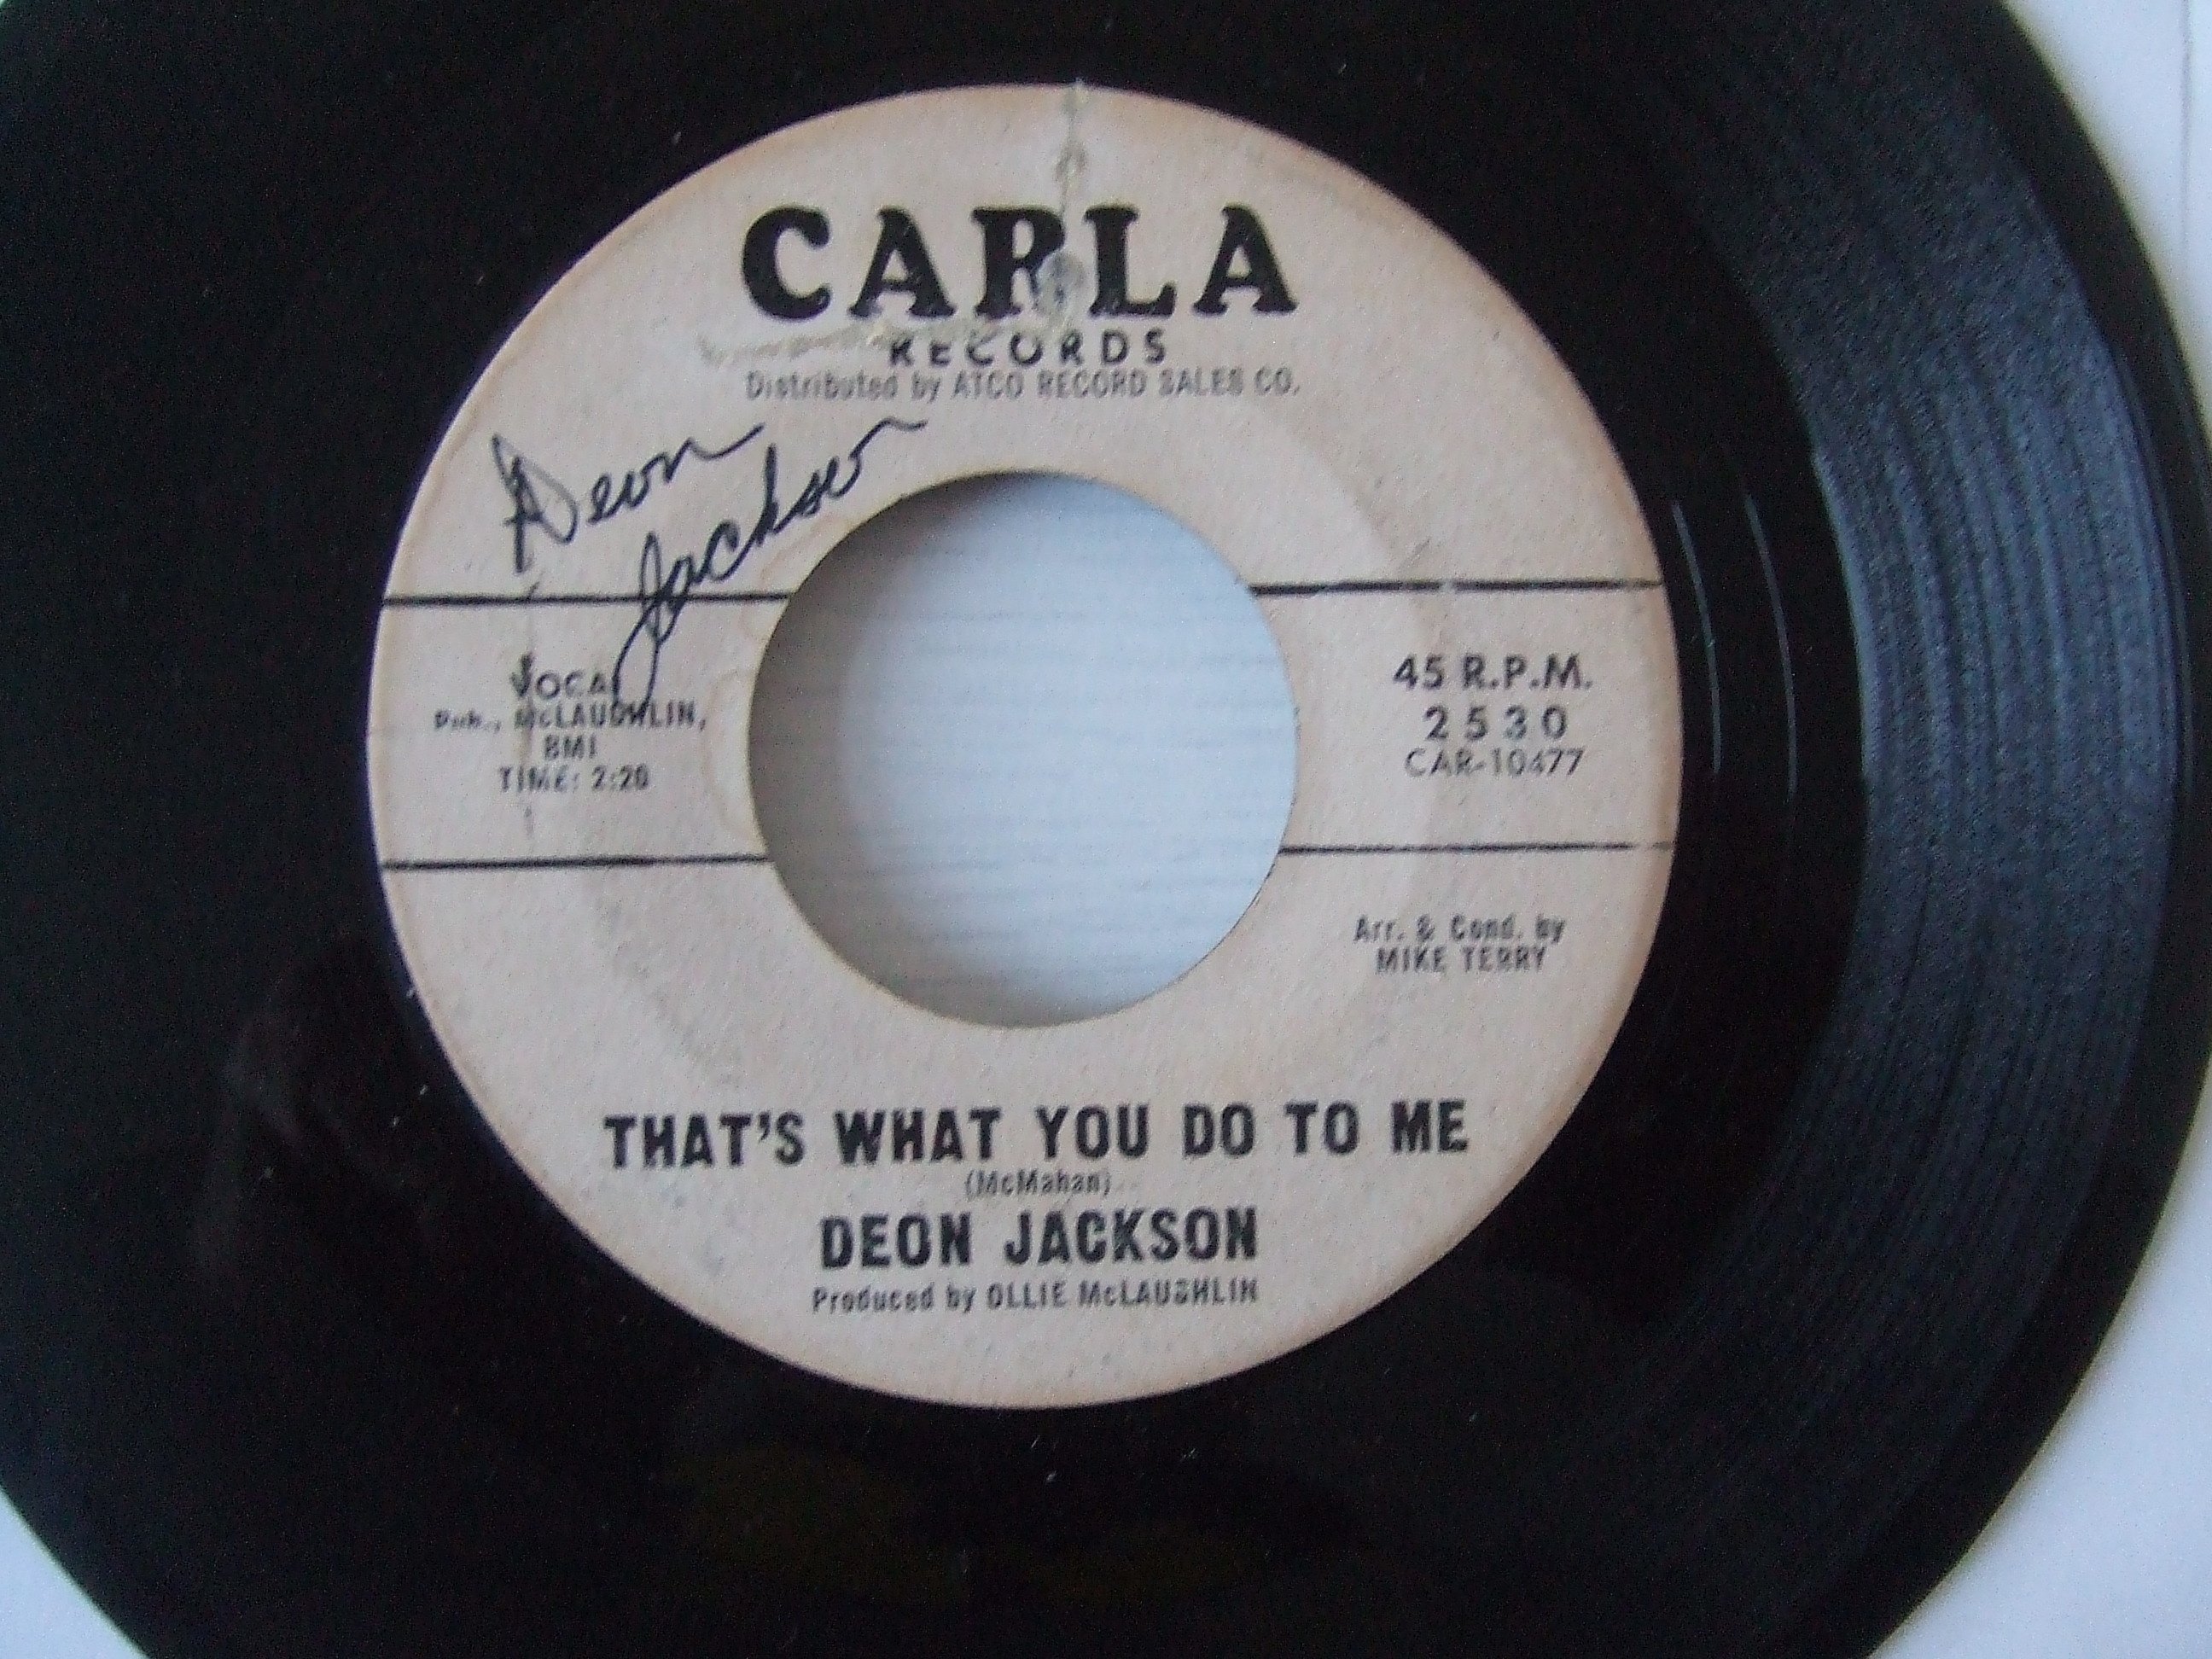 CARLA
RECORDS
Distributed by ATCO RECORD SALES CO.
Deon
Jackson
VOCAL
Pub., McLAUGHLIN,
BMI
TIME: 2:20
45 R.P.M.
2530
CAR-10477
Arr. & Cond. by
MIKE TERRY
THAT'S WHAT YOU DO TO ME
(McMahan)
DEON JACKSON
Produced by OLLIE McLAUGHLIN